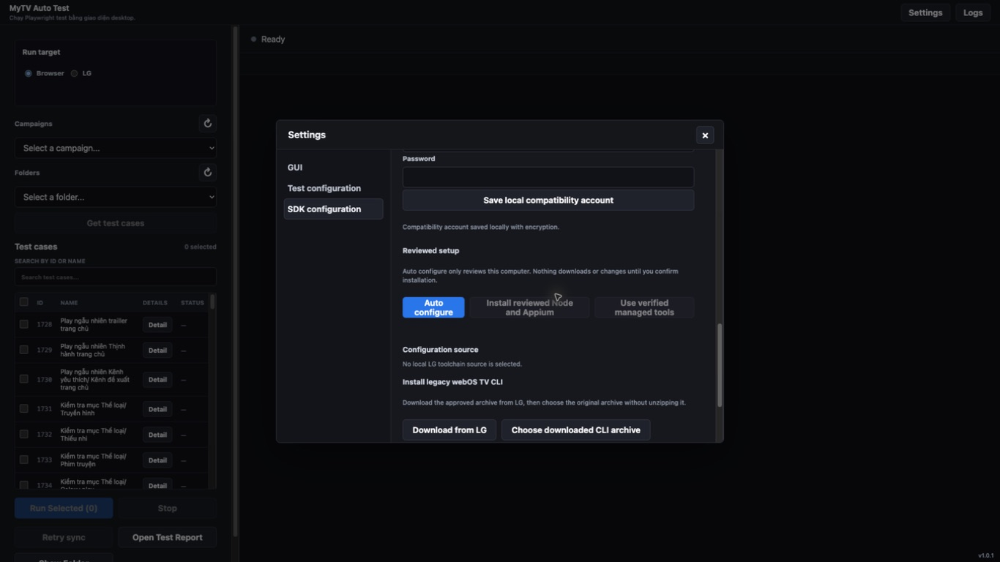 MyTV Auto Test
Chạy Playwright test bằng giao diện desktop.
Settings
Logs
Run target
Browser
LG
Campaigns
Select a campaign...
Folders
Select a folder...
Get test cases
Test cases
0 selected
SEARCH BY ID OR NAME
Search test cases...
ID NAME DETAILS STATUS
1728 Play ngẫu nhiên trailler Detail —
trang chủ
1729 Play ngẫu nhiên Thịnh Detail —
hành trang chủ
1730 Play ngẫu nhiên Kênh Detail —
yêu thích/ Kênh đề xuất
trang chủ
1731 Kiểm tra mục Thể loại/ Detail —
Truyền hình
1732 Kiểm tra mục Thể loại/ Detail —
Thiếu nhi
1733 Kiểm tra mục Thể loại/ Detail —
Phim truyện
1734 Kiểm tra mục Thể loại/ Detail —
Run Selected (0)
Stop
Retry sync
Open Test Report
Ready
Settings
GUI
Test configuration
SDK configuration
Password
Save local compatibility account
Compatibility account saved locally with encryption.
Reviewed setup
Auto configure only reviews this computer. Nothing downloads or changes until you confirm
installation.
Auto
configure
Install reviewed Node
and Appium
Use verified
managed tools
Configuration source
No local LG toolchain source is selected.
Install legacy webOS TV CLI
Download the approved archive from LG, then choose the original archive without unzipping it.
Download from LG
Choose downloaded CLI archive
v1.0.1